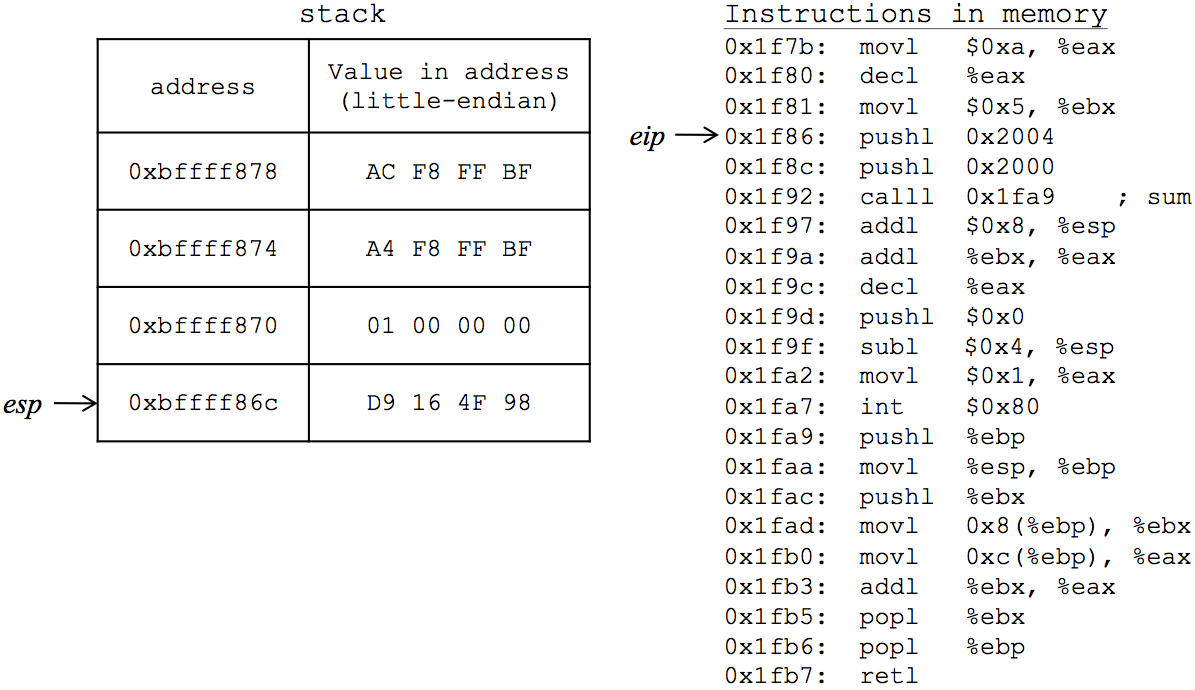 stack
address Value in address (little-endian)
0xbffff878 AC F8 FF BF
0xbffff874 A4 F8 FF BF
0xbffff870 01 00 00 00
esp 0xbffff86c D9 16 4F 98
Instructions in memory
0x1f7b: movl $0xa, %eax
0x1f80: decl %eax
0x1f81: movl $0x5, %ebx
eip 0x1f86: pushl 0x2004
0x1f8c: pushl 0x2000
0x1f92: calll 0x1fa9 ; sum
0x1f97: addl $0x8, %esp
0x1f9a: addl %ebx, %eax
0x1f9c: decl %eax
0x1f9d: pushl $0x0
0x1f9f: subl $0x4, %esp
0x1fa2: movl $0x1, %eax
0x1fa7: int $0x80
0x1fa9: pushl %ebp
0x1faa: movl %esp, %ebp
0x1fac: pushl %ebx
0x1fad: movl 0x8(%ebp), %ebx
0x1fb0: movl 0xc(%ebp), %eax
0x1fb3: addl %ebx, %eax
0x1fb5: popl %ebx
0x1fb6: popl %ebp
0x1fb7: retl